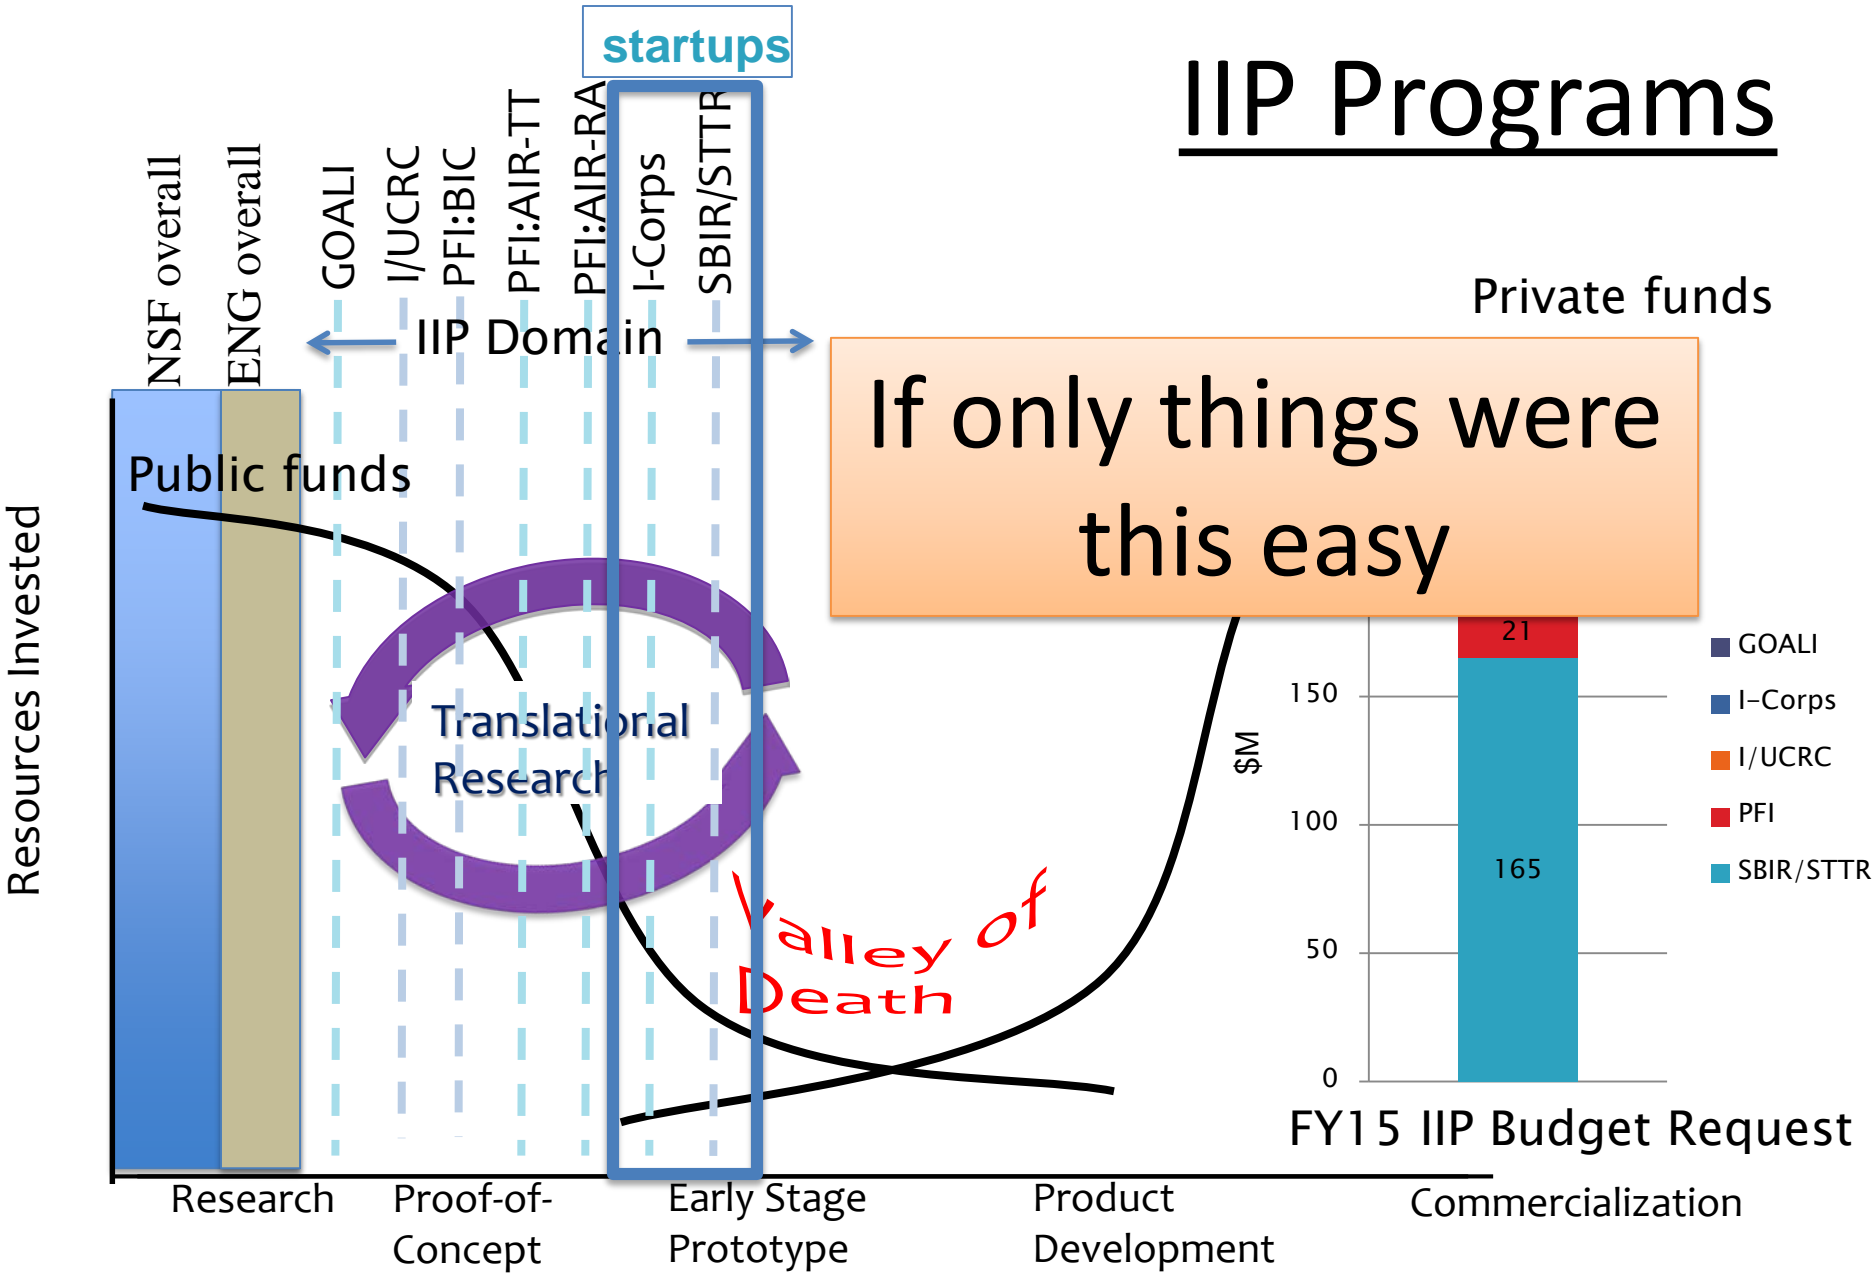 startups
IIP Programs
NSF overall
ENG overall
GOALI
I/UCRC
PFI:BIC
PFI:AIR-TT
PFI:AIR-RA
I-Corps
SBIR/STTR
IIP Domain
Private funds
If only things were
this easy
Public funds
Resources Invested
Translational
Research
Valley of
Death
$M
150
100
50
0
21
165
GOALI
I-Corps
I/UCRC
PFI
SBIR/STTR
FY15 IIP Budget Request
Research
Proof-of-
Concept
Early Stage
Prototype
Product
Development
Commercialization